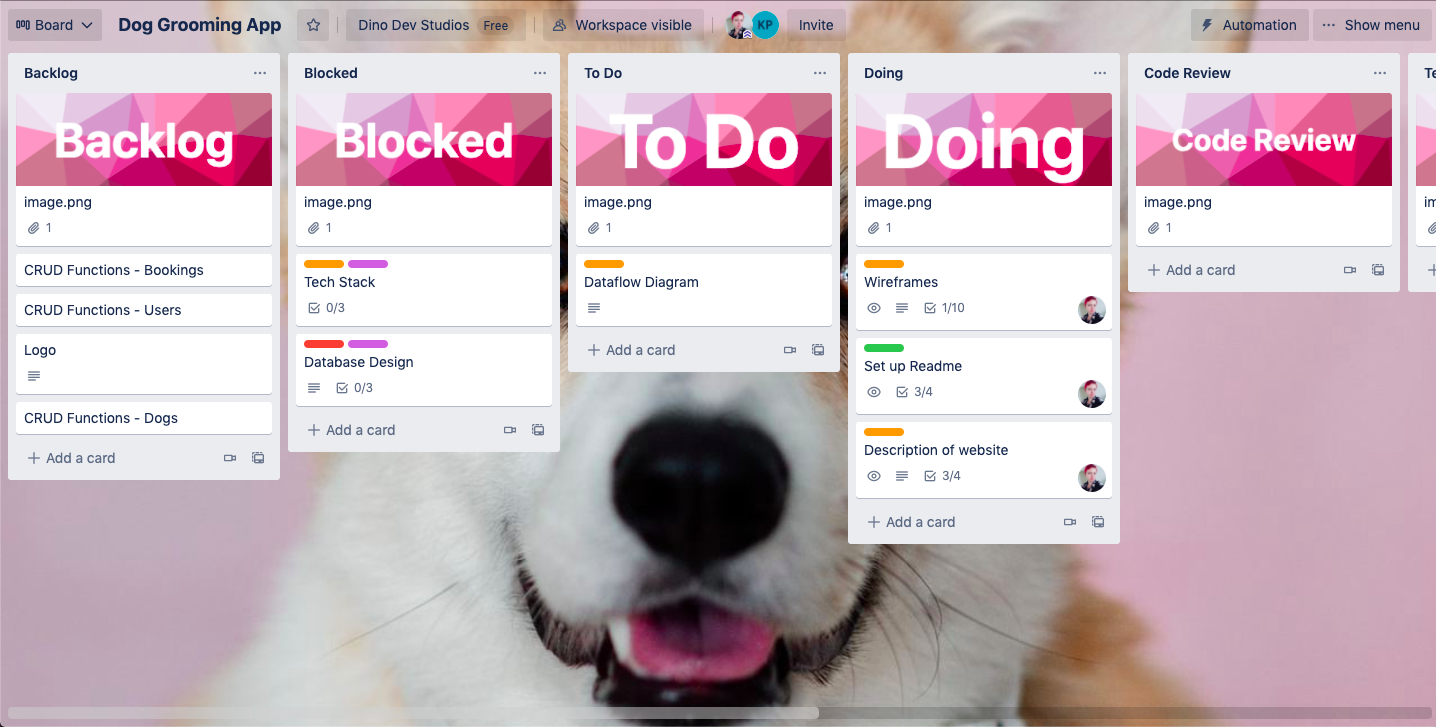 Board
Dog Grooming App
Dino Dev Studios Free
Workspace visible
KP
Invite
Automation
Show menu
Backlog
Backlog
image.png
1
CRUD Functions - Bookings
CRUD Functions - Users
Logo
CRUD Functions - Dogs
Add a card
Blocked
Blocked
image.png
1
Tech Stack
0/3
Database Design
0/3
Add a card
To Do
To Do
image.png
1
Dataflow Diagram
Add a card
Doing
Doing
image.png
1
Wireframes
1/10
Set up Readme
3/4
Description of website
3/4
Add a card
Code Review
Code Review
image.png
1
Add a card